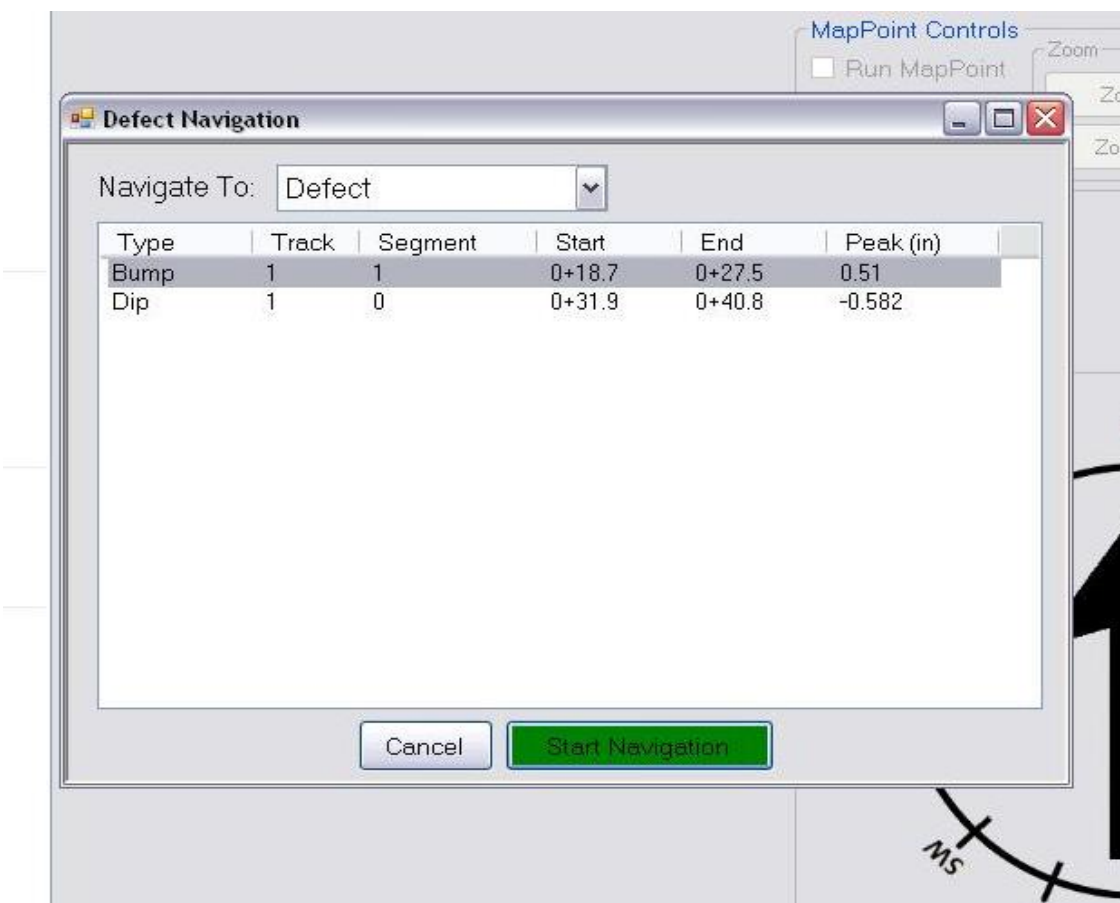 MapPoint Controls
Run MapPoint
Zoom
Zo
Zo
Defect Navigation
Navigate To: Defect
Type Track Segment Start End Peak (in)
Bump 1 1 0+18.7 0+27.5 0.51
Dip 1 0 0+31.9 0+40.8 -0.582
Cancel Start Navigation
SW